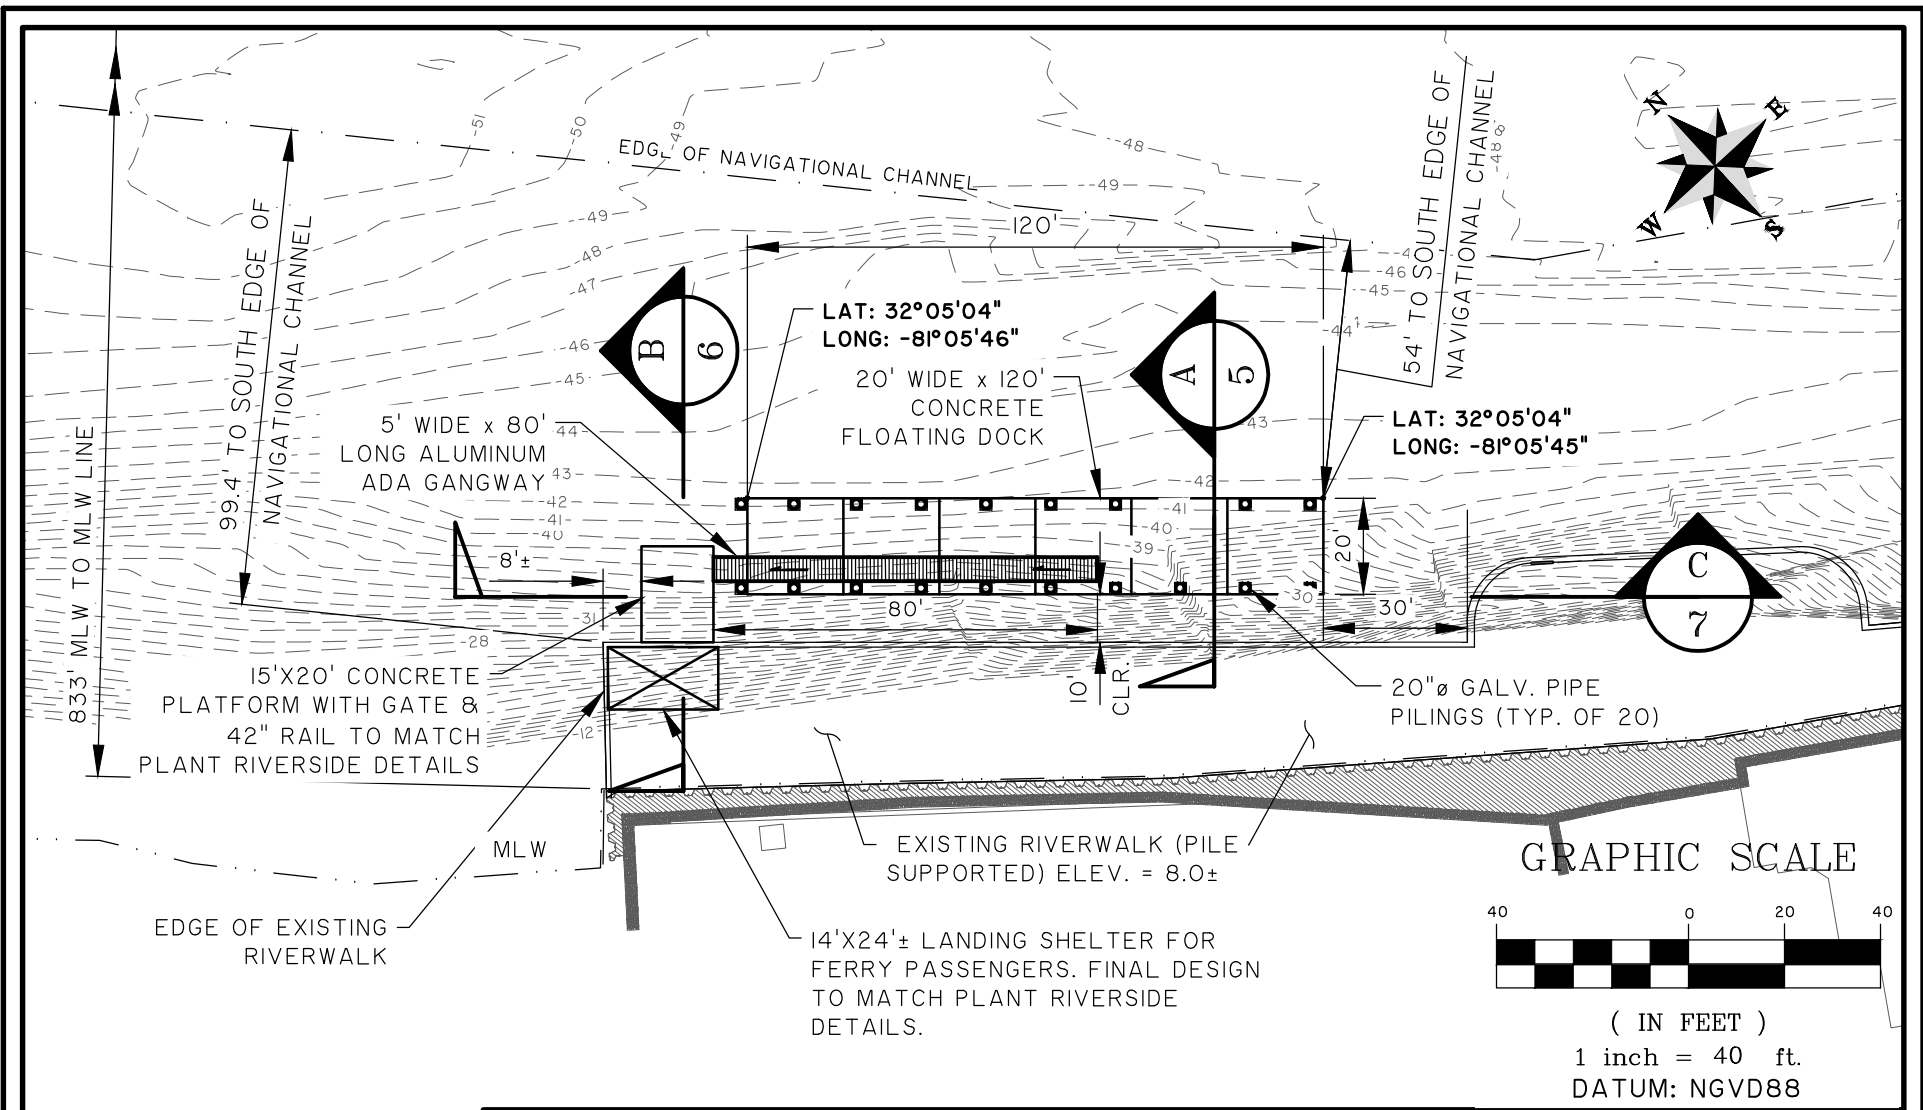 833' MLW TO MLW LINE
99.4' TO SOUTH EDGE OF
NAVIGATIONAL CHANNEL
-51
-50
-49
EDGE OF NAVIGATIONAL CHANNEL
-48
-49
54' TO SOUTH EDGE OF
NAVIGATIONAL CHANNEL
-48.8
N
E
W
S
-49
-48
-47
-46
-45
120'
-46
-45
-44
B
6
A
5
LAT: 32°05'04"
LONG: -81°05'46"
20' WIDE x 120'
CONCRETE
FLOATING DOCK
5' WIDE x 80'
LONG ALUMINUM
ADA GANGWAY
44
43
-42
-41
-40
-43
-42
-41
-40
-39
LAT: 32°05'04"
LONG: -81°05'45"
8'±
20'
-30
30'
80'
-31
-28
-12
10'
CLR.
C
7
15'X20' CONCRETE
PLATFORM WITH GATE &
42" RAIL TO MATCH
PLANT RIVERSIDE DETAILS
20"ø GALV. PIPE
PILINGS (TYP. OF 20)
MLW
EXISTING RIVERWALK (PILE
SUPPORTED) ELEV. = 8.0±
EDGE OF EXISTING
RIVERWALK
14'X24'± LANDING SHELTER FOR
FERRY PASSENGERS. FINAL DESIGN
TO MATCH PLANT RIVERSIDE
DETAILS.
GRAPHIC SCALE
40 0 20 40
( IN FEET )
1 inch = 40 ft.
DATUM: NGVD88